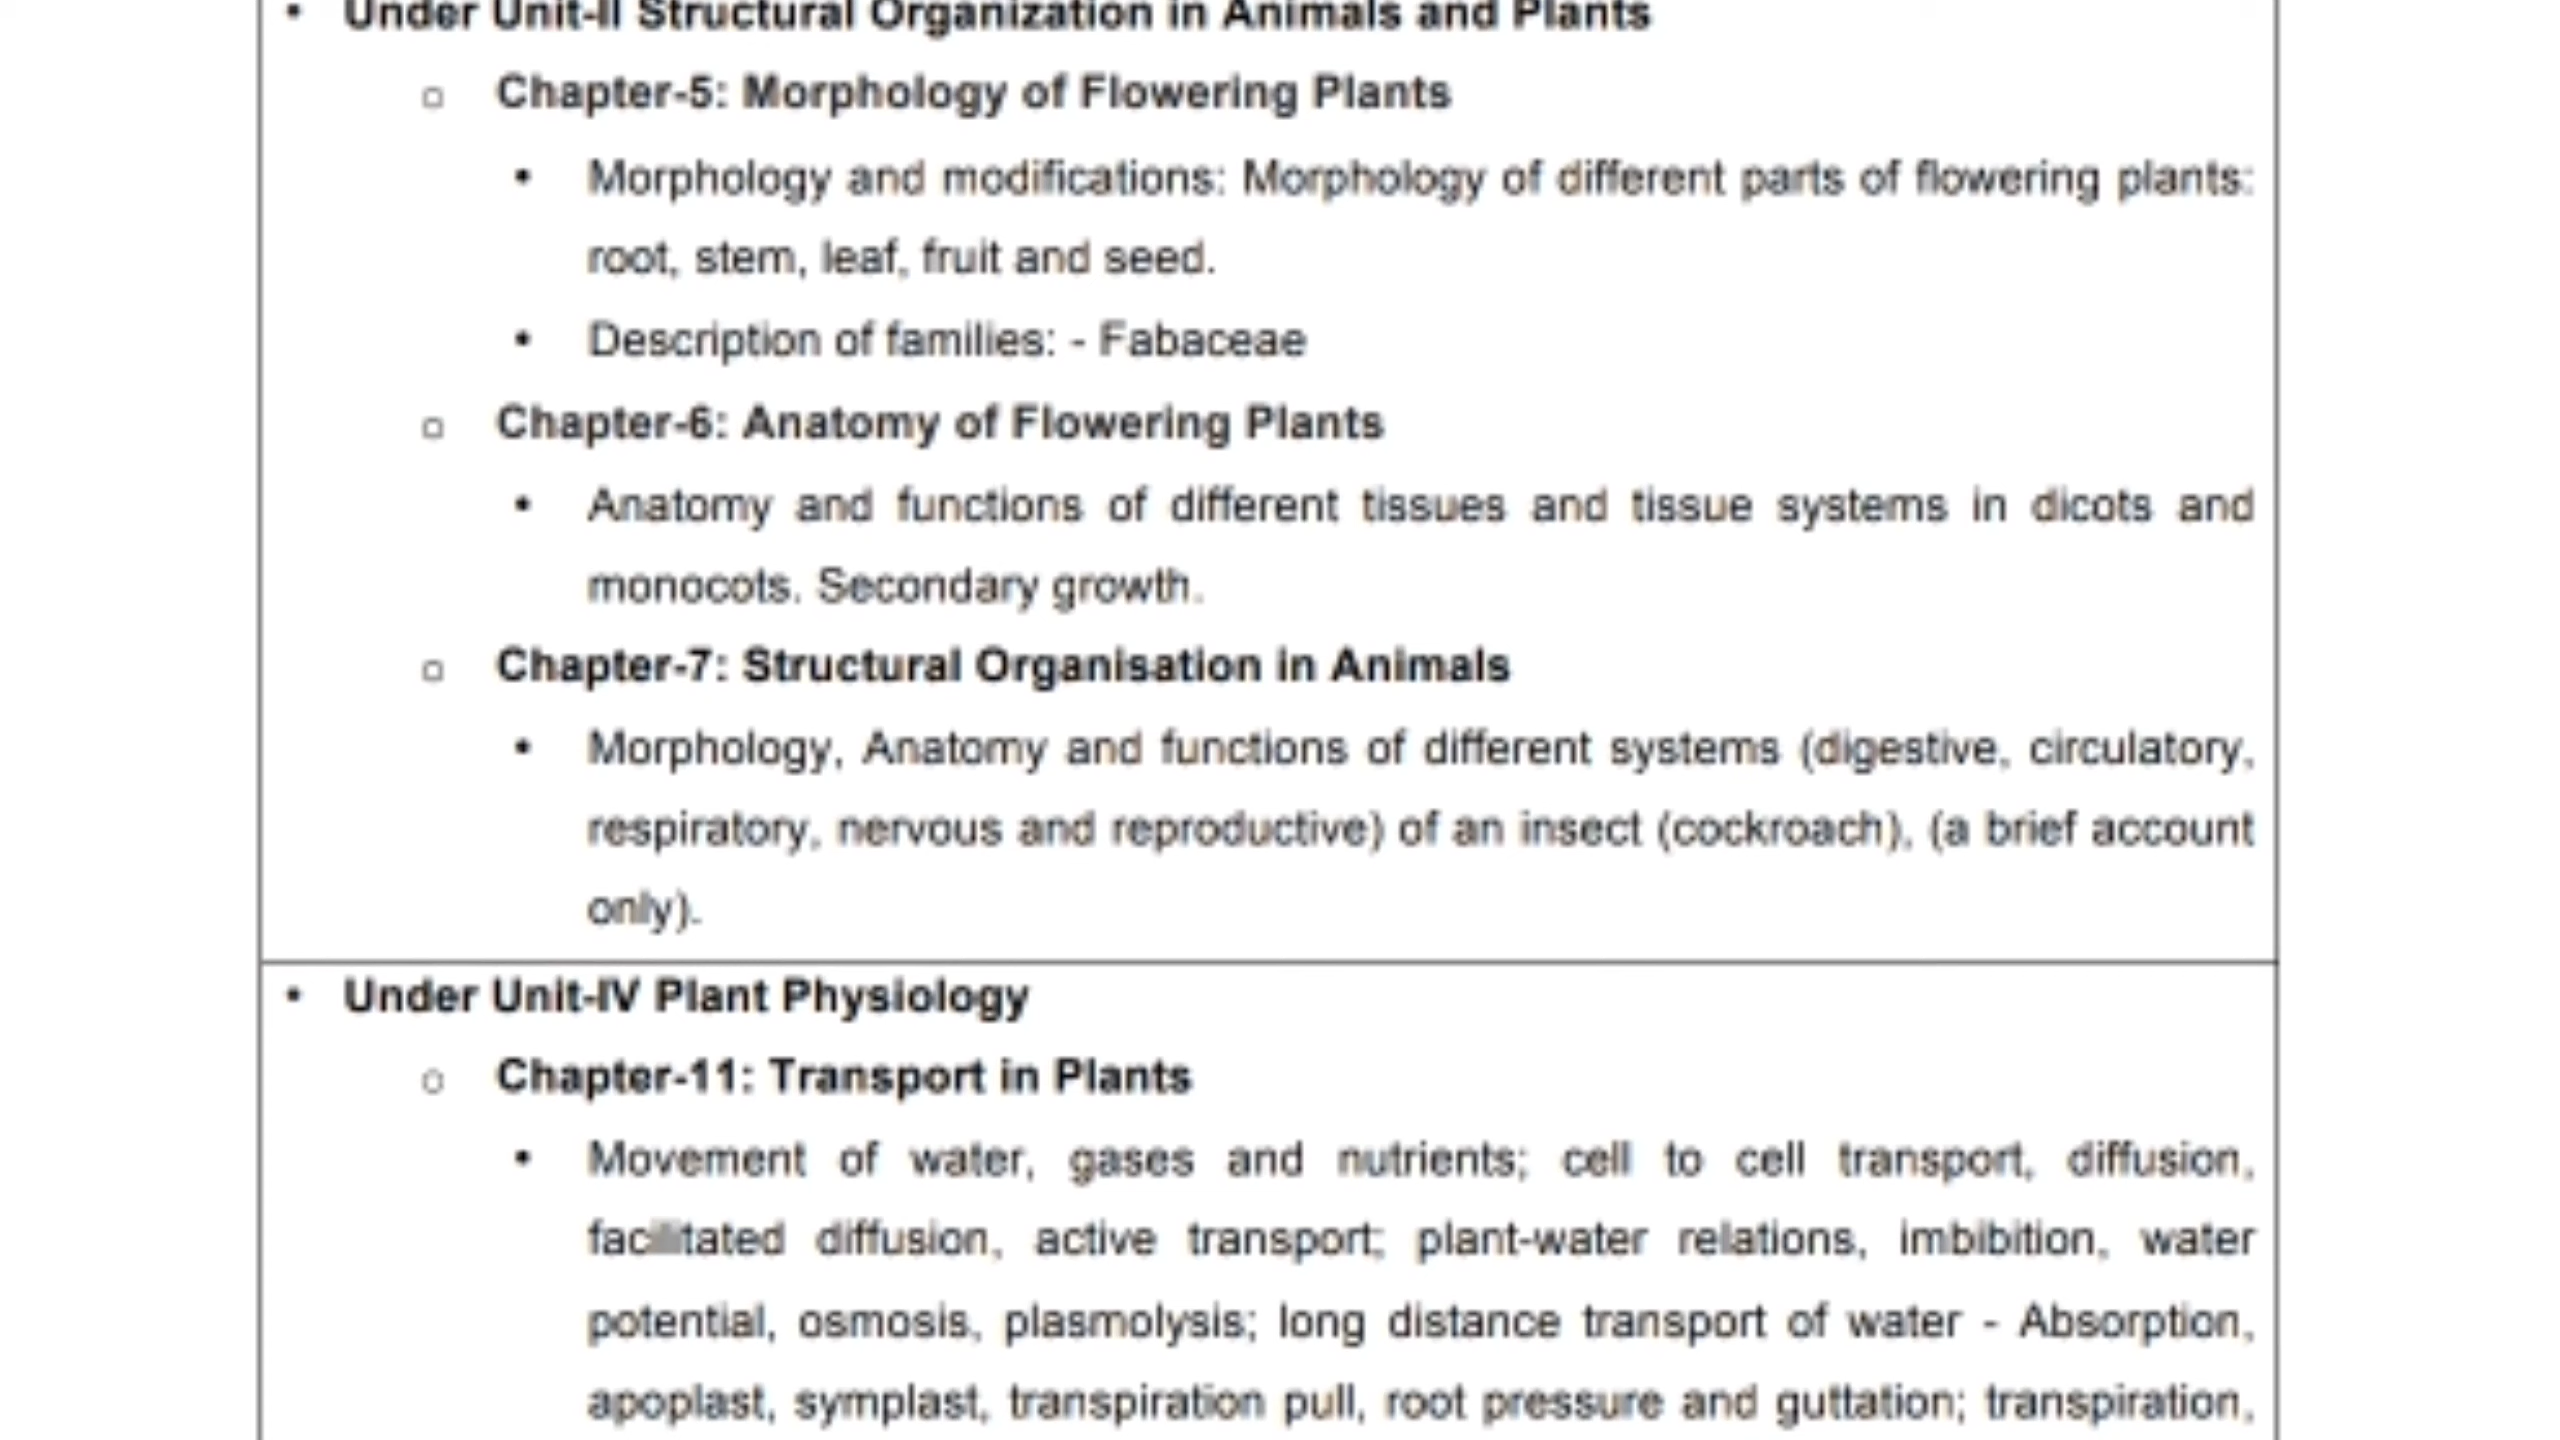 • Under Unit-II Structural Organization in Animals and Plants
o Chapter-5: Morphology of Flowering Plants
• Morphology and modifications: Morphology of different parts of flowering plants:
root, stem, leaf, fruit and seed.
• Description of families: - Fabaceae
o Chapter-6: Anatomy of Flowering Plants
• Anatomy and functions of different tissues and tissue systems in dicots and
monocots. Secondary growth.
o Chapter-7: Structural Organisation in Animals
• Morphology, Anatomy and functions of different systems (digestive, circulatory,
respiratory, nervous and reproductive) of an insect (cockroach), (a brief account
only).
• Under Unit-IV Plant Physiology
o Chapter-11: Transport in Plants
• Movement of water, gases and nutrients; cell to cell transport, diffusion,
facilitated diffusion, active transport; plant-water relations, imbibition, water
potential, osmosis, plasmolysis; long distance transport of water - Absorption,
apoplast, symplast, transpiration pull, root pressure and guttation; transpiration,